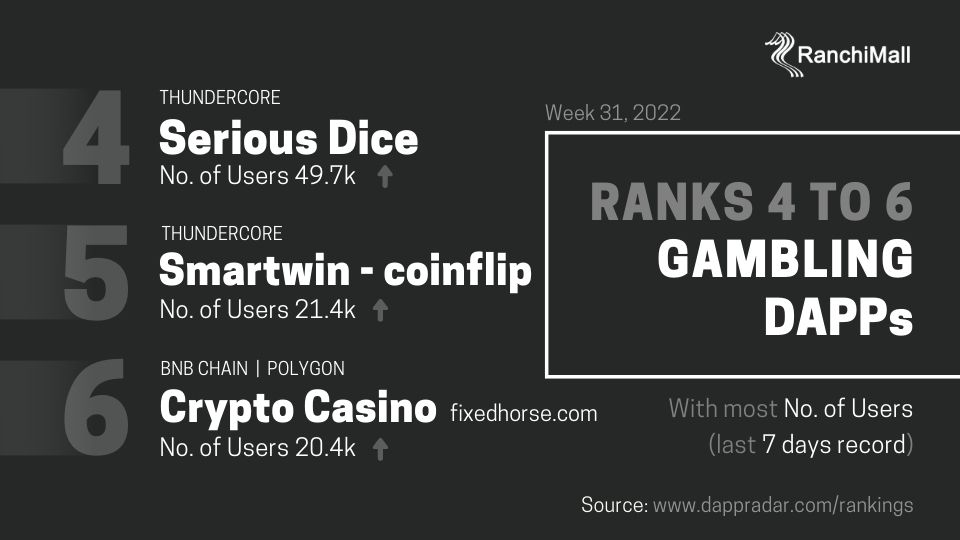 RanchiMall
4
THUNDERCORE
Serious Dice
No. of Users 49.7k
5
THUNDERCORE
Smartwin - coinflip
No. of Users 21.4k
6
BNB CHAIN | POLYGON
Crypto Casino fixedhorse.com
No. of Users 20.4k
Week 31, 2022
RANKS 4 TO 6
GAMBLING
DAPPs
With most No. of Users
(last 7 days record)
Source: www.dappradar.com/rankings